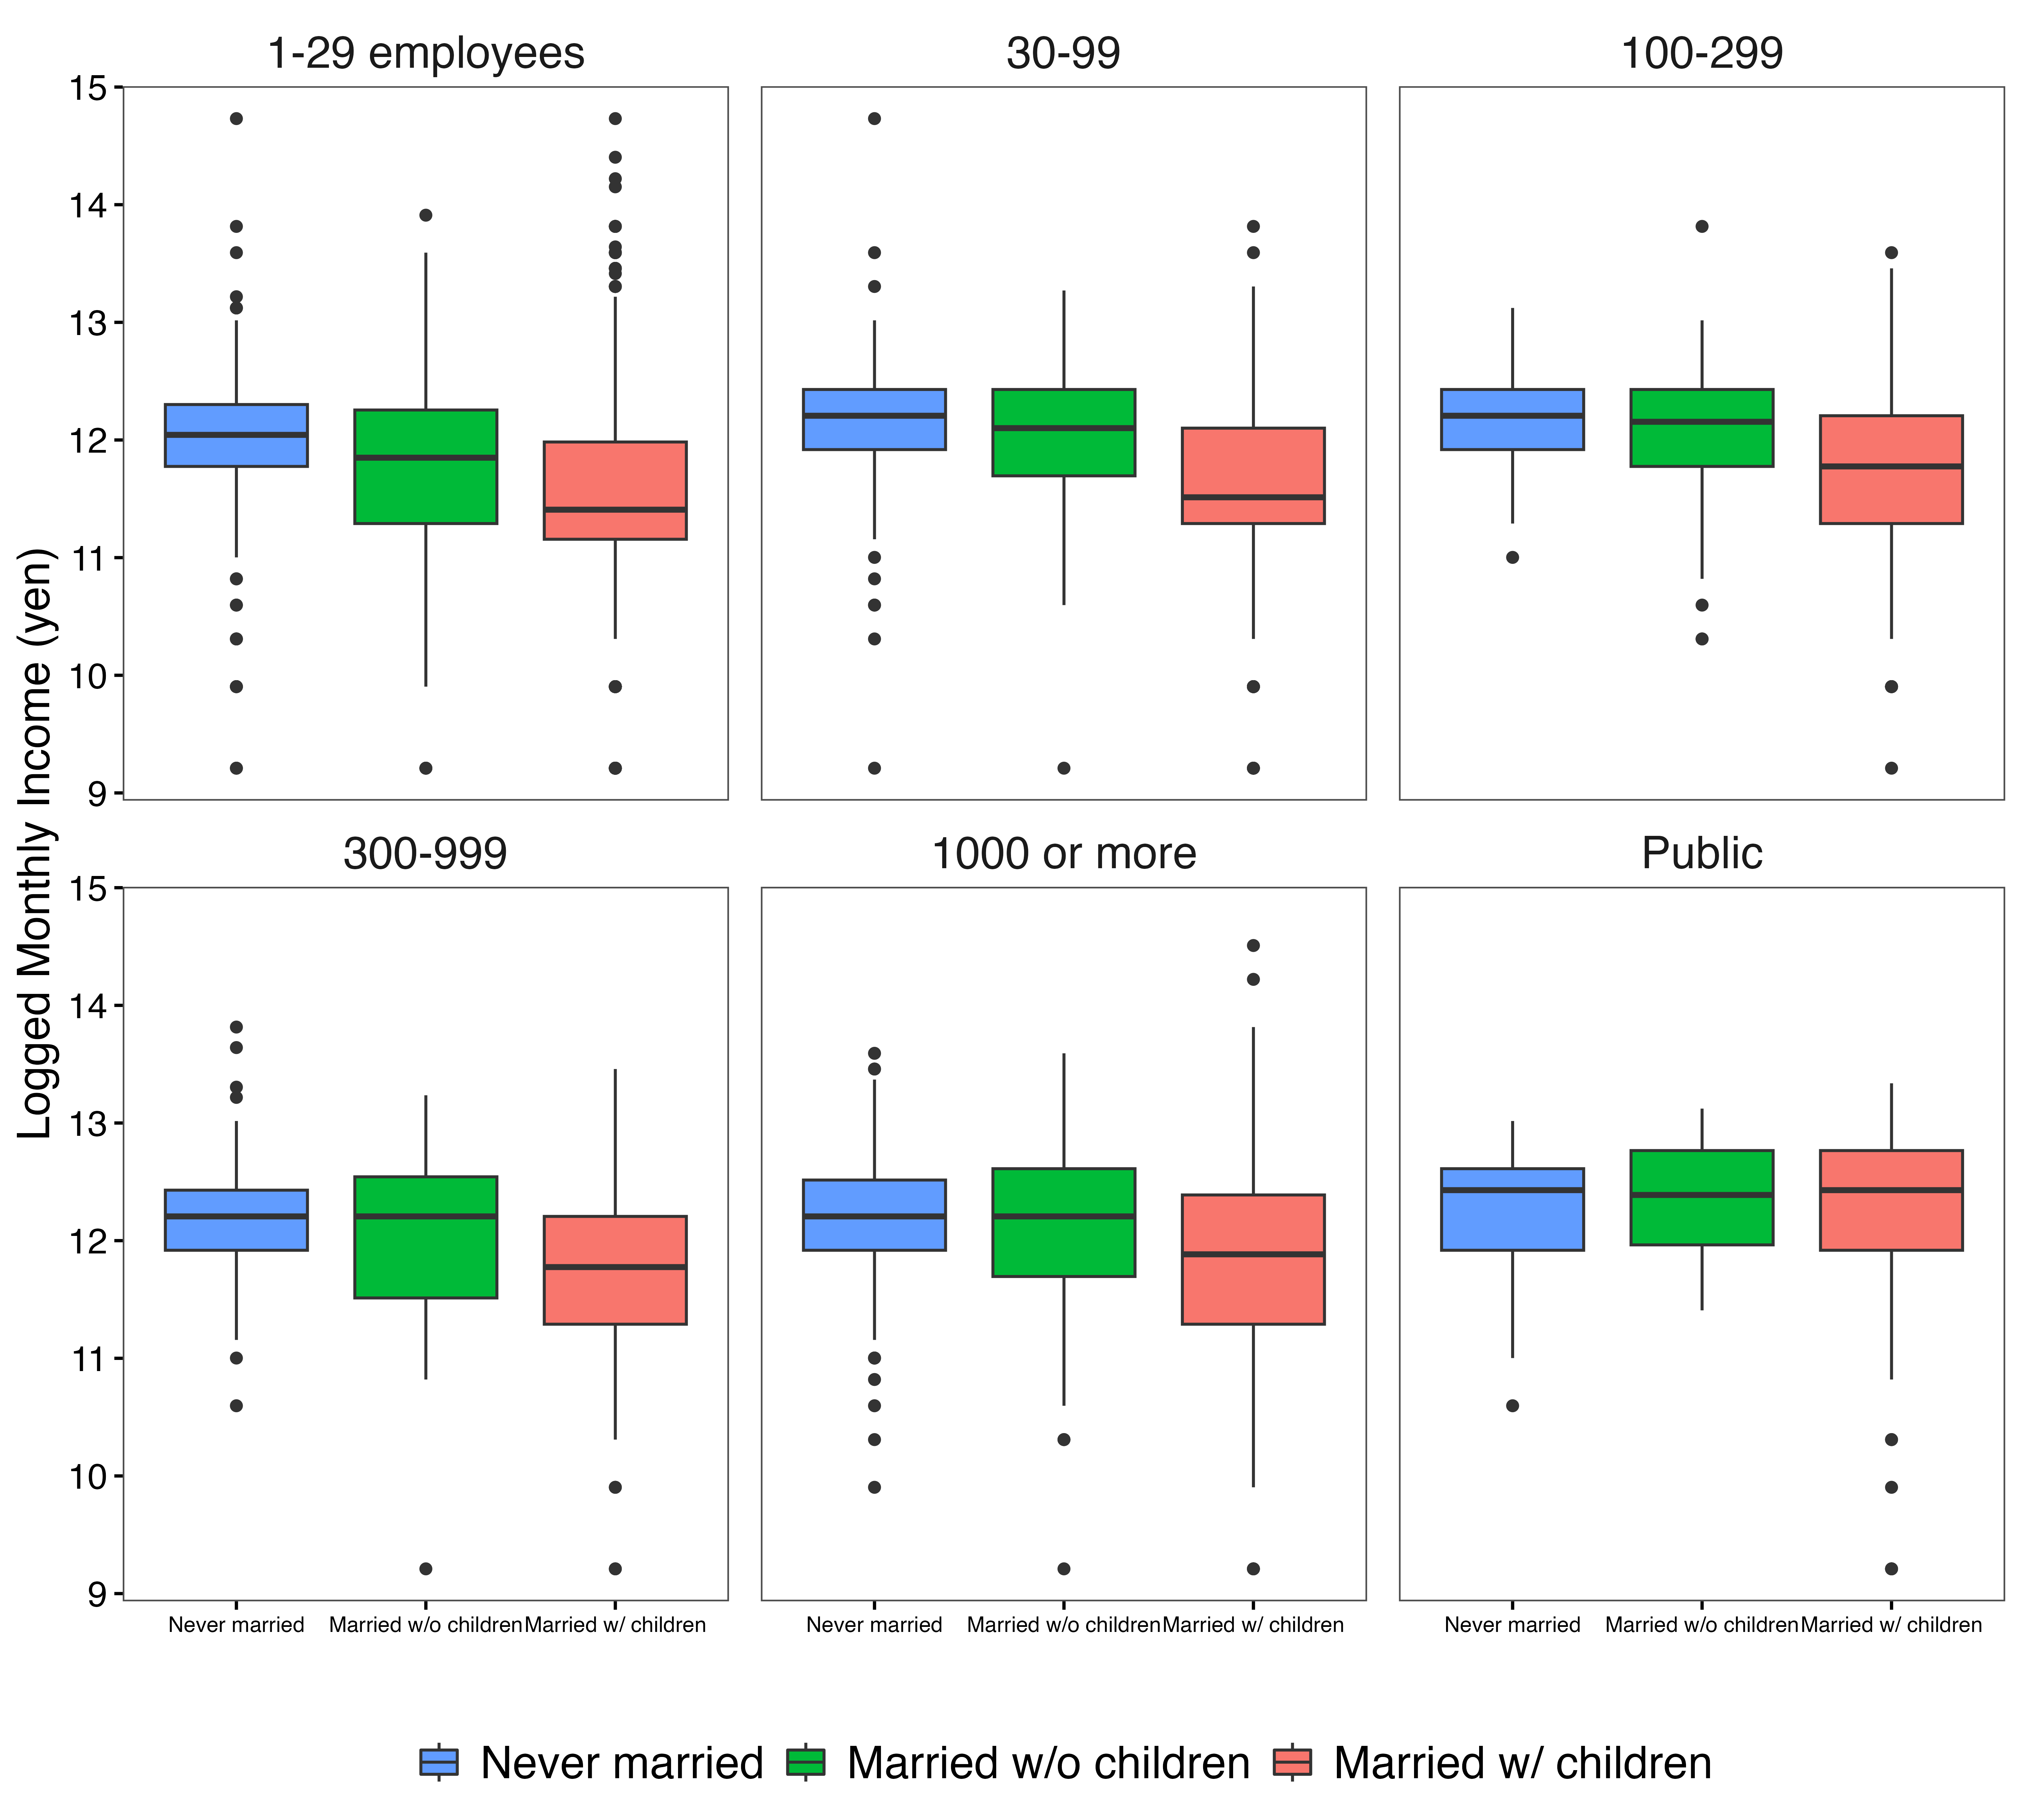 1-29 employees
30-99
100-299
15
14
13
12
11
10
9
Logged Monthly Income (yen)
300-999
1000 or more
Public
15
14
13
12
11
10
9
Never married
Married w/o children
Married w/ children
Never married
Married w/o children
Married w/ children
Never married
Married w/o children
Married w/ children
Never married
Married w/o children
Married w/ children